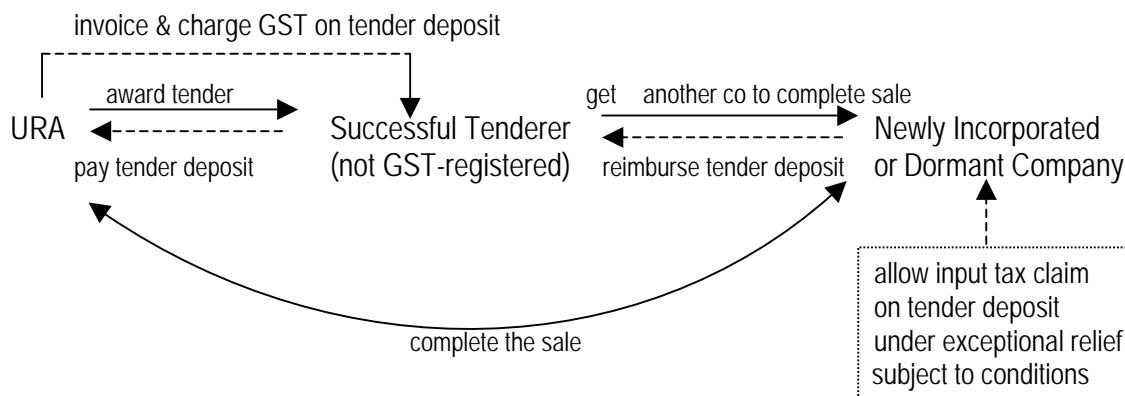 invoice & charge GST on tender deposit
award tender
get another co to complete sale
URA
Successful Tenderer
(not GST-registered)
Newly Incorporated
or Dormant Company
pay tender deposit
reimburse tender deposit
complete the sale
allow input tax claim
on tender deposit
under exceptional relief
subject to conditions